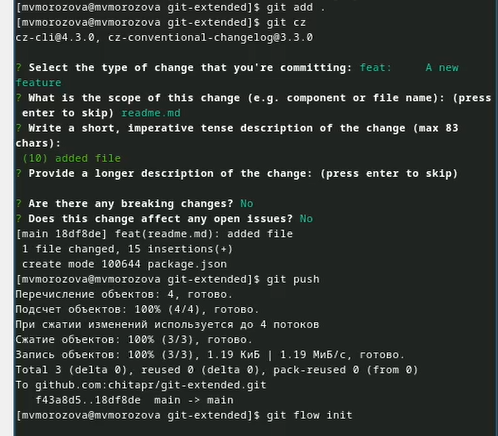 [mvmorozova@mvmorozova git-extended]$ git add .
[mvmorozova@mvmorozova git-extended]$ git cz
cz-cli@4.3.0, cz-conventional-changelog@3.3.0
? Select the type of change that you're committing: feat:     A new
feature
? What is the scope of this change (e.g. component or file name): (press
enter to skip) readme.md
? Write a short, imperative tense description of the change (max 83
chars):
(10) added file
? Provide a longer description of the change: (press enter to skip)
? Are there any breaking changes? No
? Does this change affect any open issues? No
[main 18df8de] feat(readme.md): added file
1 file changed, 15 insertions(+)
create mode 100644 package.json
[mvmorozova@mvmorozova git-extended]$ git push
Перечисление объектов: 4, готово.
Подсчет объектов: 100% (4/4), готово.
При сжатии изменений используется до 4 потоков
Сжатие объектов: 100% (3/3), готово.
Запись объектов: 100% (3/3), 1.19 КиБ | 1.19 МиБ/с, готово.
Total 3 (delta 0), reused 0 (delta 0), pack-reused 0 (from 0)
To github.com:chitapr/git-extended.git
f43a8d5..18df8de  main -> main
[mvmorozova@mvmorozova git-extended]$ git flow init